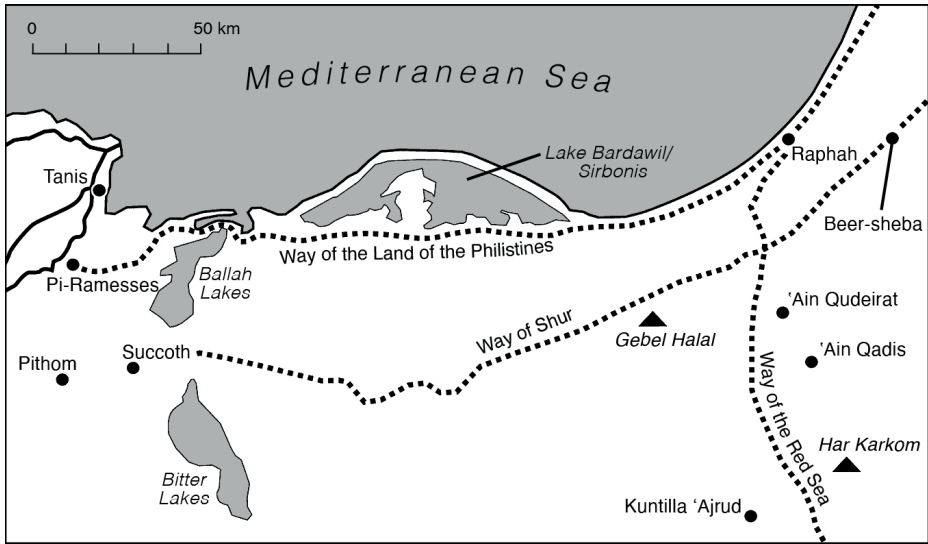 0
50 km
Mediterranean Sea
Lake Bardawil/
Sirbonis
Raphah
Tanis
Beer-sheba
Way of the Land of the Philistines
Pi-Ramesses
Ballah
Lakes
‛Ain Qudeirat
Way of Shur
Gebel Halal
Succoth
‛Ain Qadis
Pithom
Way of the Red Sea
Har Karkom
Bitter
Lakes
Kuntilla ‛Ajrud